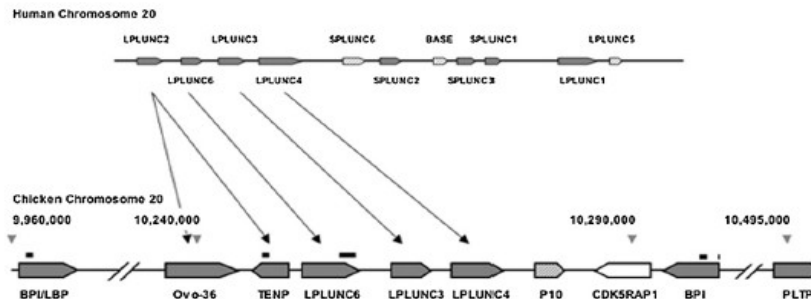 Human Chromosome 20
LPLUNC2 LPLUNC3 SPLUNC6 BASE SPLUNC1 LPLUNC5
LPLUNC6 LPLUNC4 SPLUNC2 SPLUNC3 LPLUNC1
Chicken Chromosome 20
9,960,000 10,240,000 10,290,000 10,495,000
BPI/LBP Ovo-36 TENP LPLUNC6 LPLUNC3 LPLUNC4 P10 CDK5RAP1 BPI PLTP